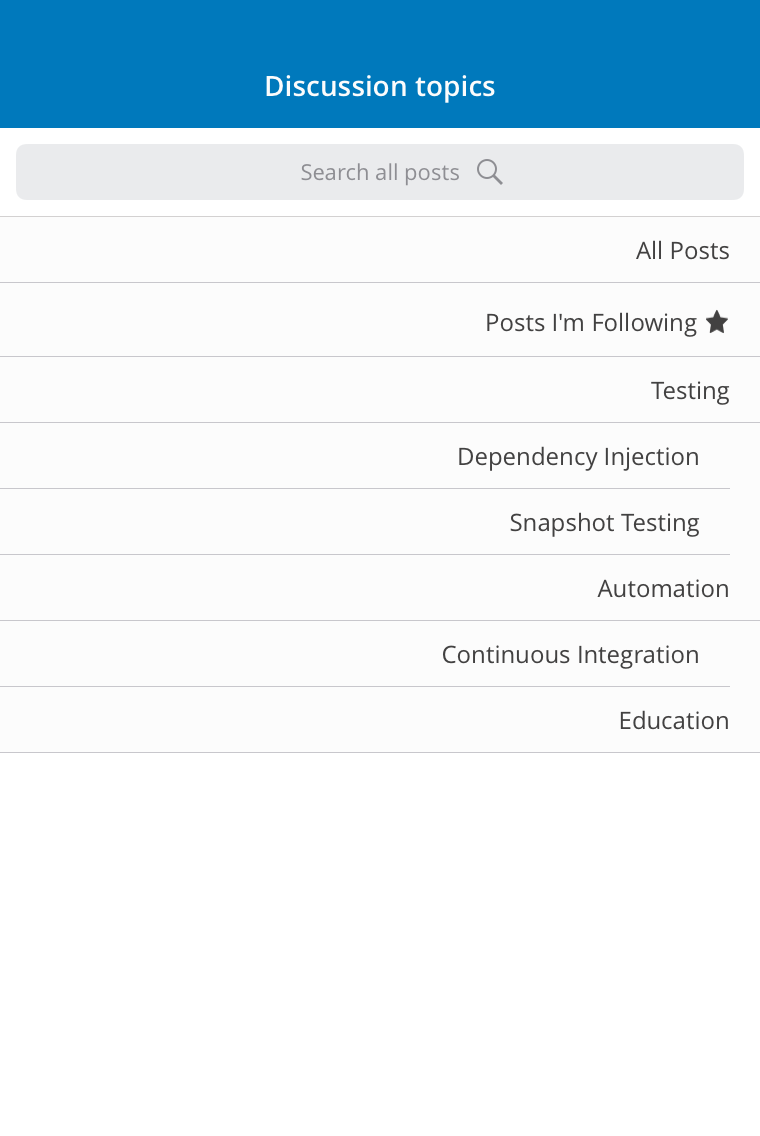 Discussion topics
Search all posts
All Posts
Posts I'm Following
Testing
Dependency Injection
Snapshot Testing
Automation
Continuous Integration
Education